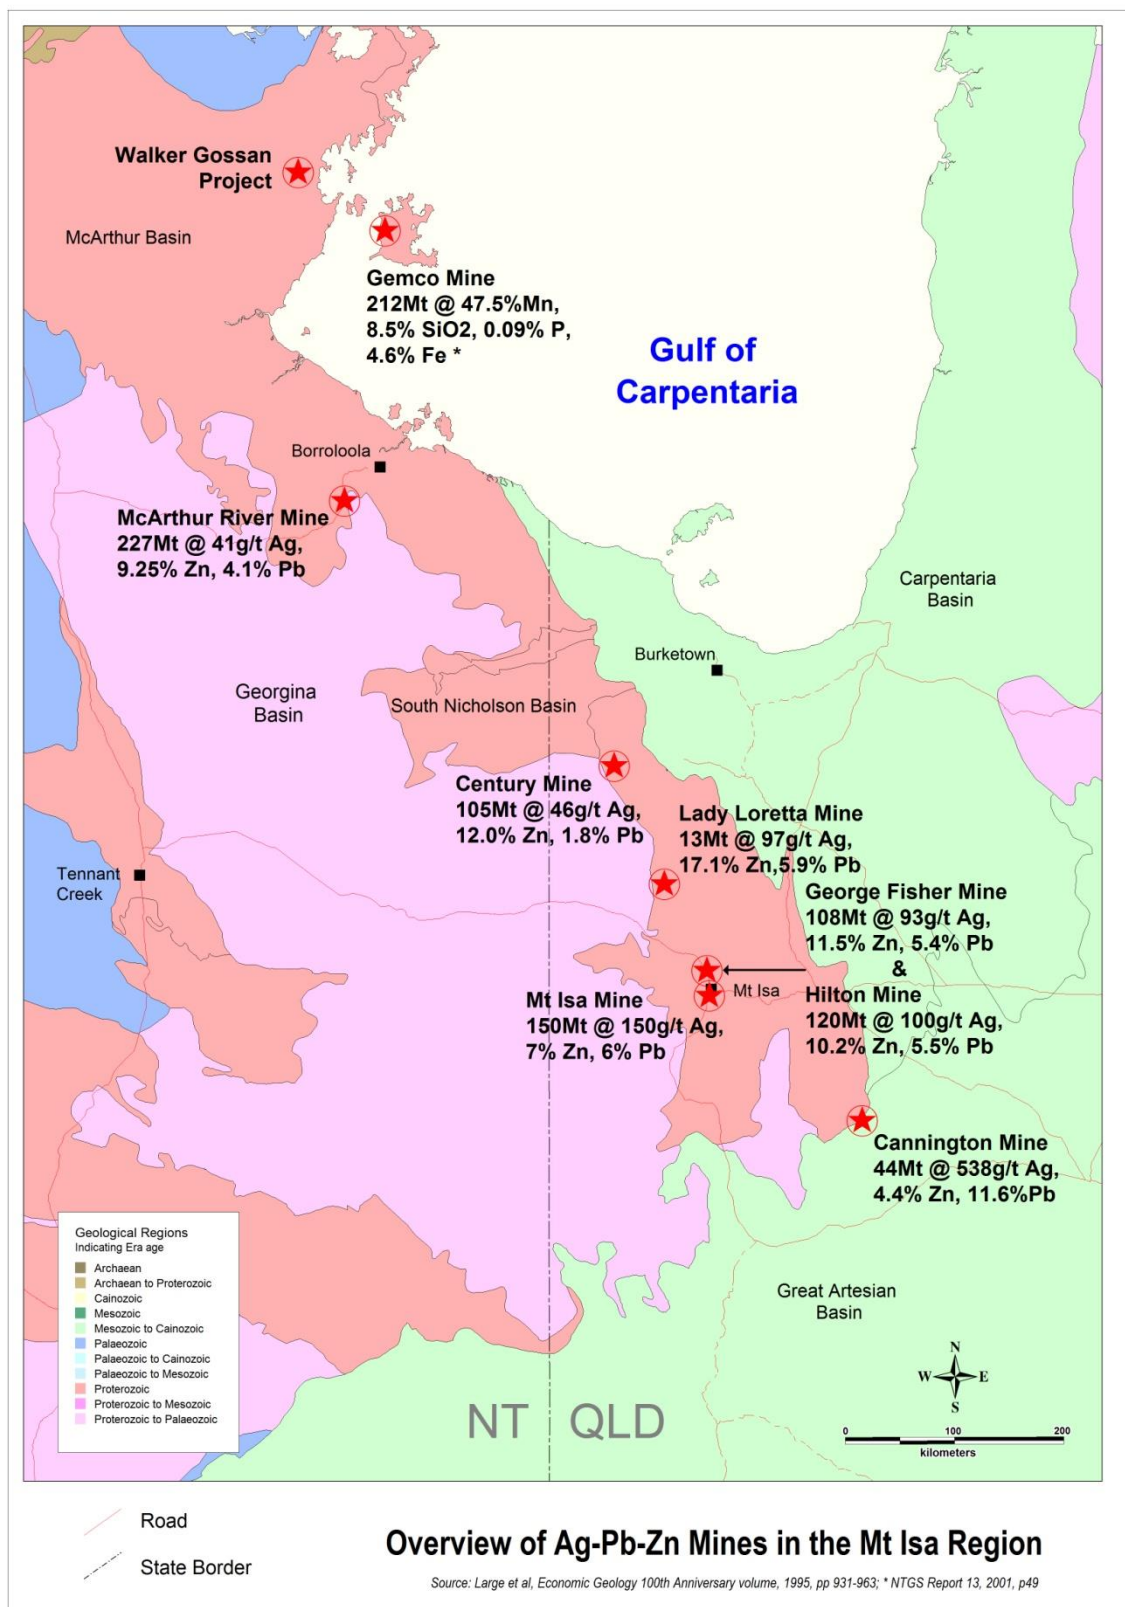 Walker Gossan
Project
McArthur Basin
Gemco Mine
212Mt @ 47.5%Mn,
8.5% SiO2, 0.09% P,
4.6% Fe *
Gulf of
Carpentaria
Borroloola
McArthur River Mine
227Mt @ 41g/t Ag,
9.25% Zn, 4.1% Pb
Carpentaria
Basin
Burketown
Georgina
Basin
South Nicholson Basin
Century Mine
105Mt @ 46g/t Ag,
12.0% Zn, 1.8% Pb
Lady Loretta Mine
13Mt @ 97g/t Ag,
17.1% Zn,5.9% Pb
Tennant
Creek
George Fisher Mine
108Mt @ 93g/t Ag,
11.5% Zn, 5.4% Pb
&
Hilton Mine
120Mt @ 100g/t Ag,
10.2% Zn, 5.5% Pb
Mt Isa
Mt Isa Mine
150Mt @ 150g/t Ag,
7% Zn, 6% Pb
Cannington Mine
44Mt @ 538g/t Ag,
4.4% Zn, 11.6%Pb
Geological Regions
Indicating Era age
Archaean
Archaean to Proterozoic
Cainozoic
Mesozoic
Mesozoic to Cainozoic
Palaeozoic
Palaeozoic to Cainozoic
Palaeozoic to Mesozoic
Proterozoic
Proterozoic to Mesozoic
Proterozoic to Palaeozoic
Great Artesian
Basin
N
W E
S
NT QLD
0 100 200
kilometers
Road
State Border
Overview of Ag-Pb-Zn Mines in the Mt Isa Region
Source: Large et al, Economic Geology 100th Anniversary volume, 1995, pp 931-963; * NTGS Report 13, 2001, p49